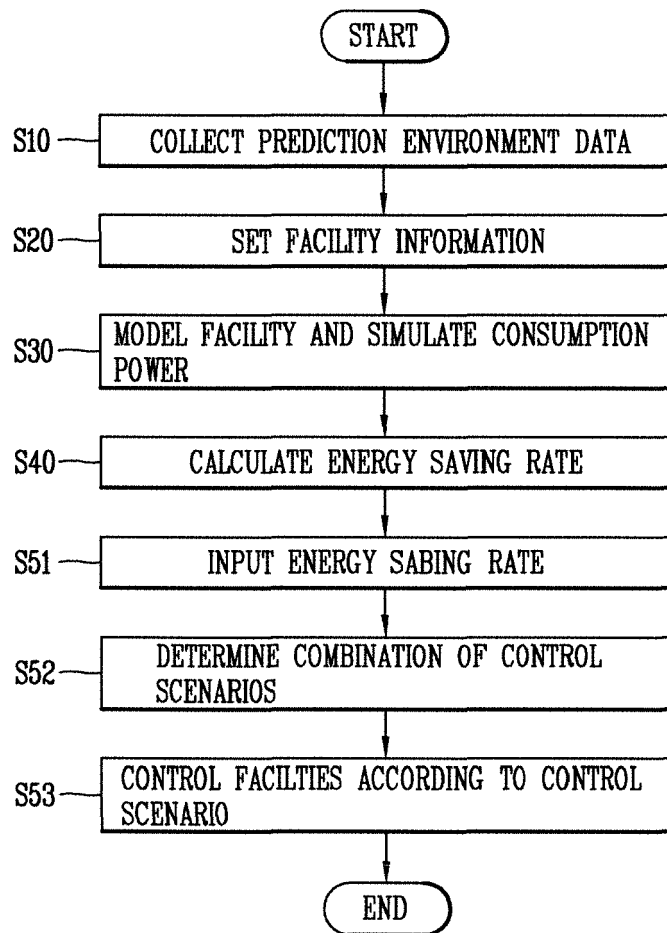 START
S10 COLLECT PREDICTION ENVIRONMENT DATA
S20 SET FACILITY INFORMATION
S30 MODEL FACILITY AND SIMULATE CONSUMPTION
POWER
S40 CALCULATE ENERGY SAVING RATE
S51 INPUT ENERGY SABING RATE
S52 DETERMINE COMBINATION OF CONTROL
SCENARIOS
S53 CONTROL FACILTIES ACCORDING TO CONTROL
SCENARIO
END